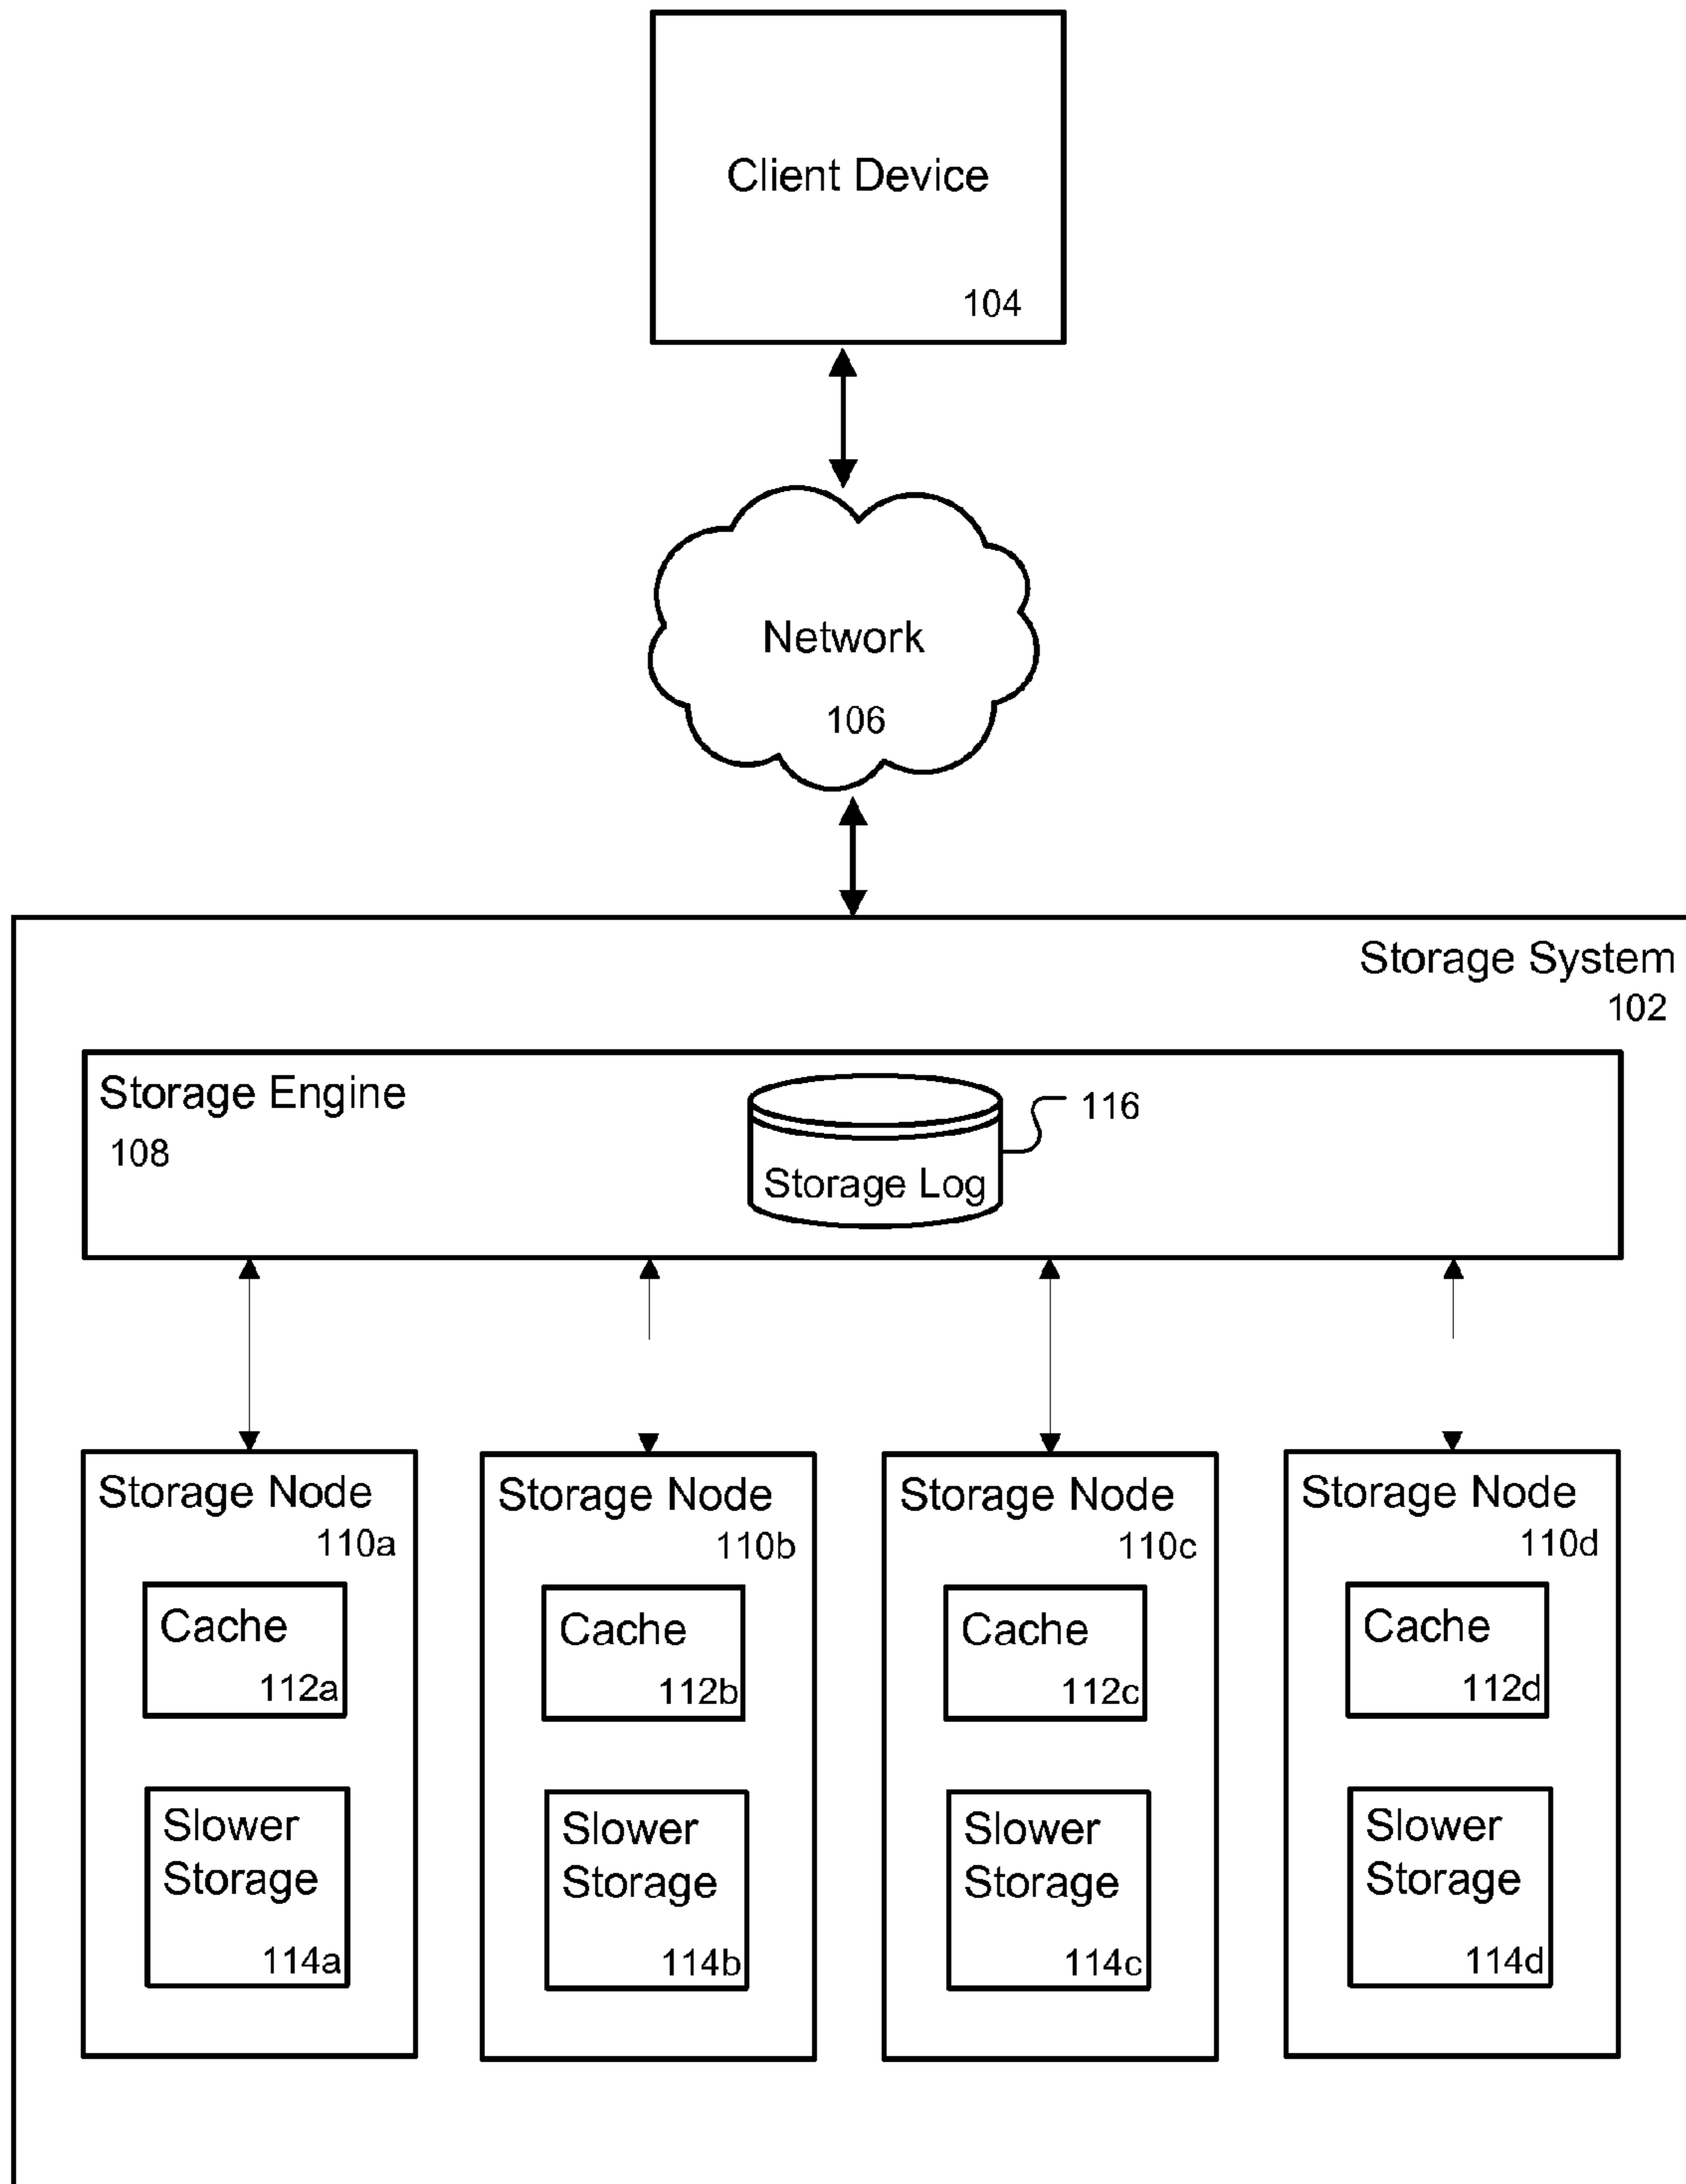 Client Device
104
Network
106
Storage System
102
Storage Engine
108
116
Storage Log
Storage Node
110a
Cache
112a
Slower
Storage
114a
Storage Node
110b
Cache
112b
Slower
Storage
114b
Storage Node
110c
Cache
112c
Slower
Storage
114c
Storage Node
110d
Cache
112d
Slower
Storage
114d